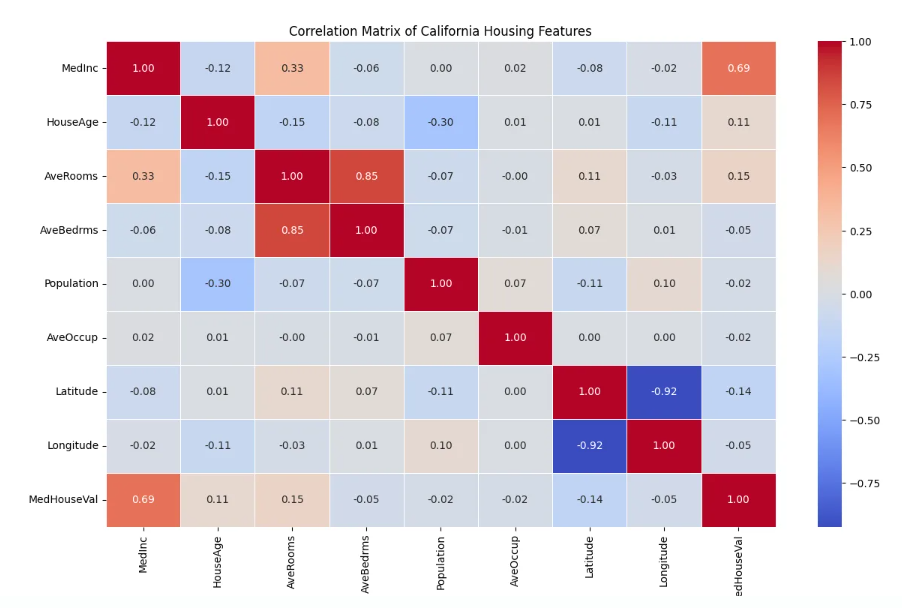 Correlation Matrix of California Housing Features
MedInc 1.00 -0.12 0.33 -0.06 0.00 0.02 -0.08 -0.02 0.69
HouseAge -0.12 1.00 -0.15 -0.08 -0.30 0.01 0.01 -0.11 0.11
AveRooms 0.33 -0.15 1.00 0.85 -0.07 -0.00 0.11 -0.03 0.15
AveBedrms -0.06 -0.08 0.85 1.00 -0.07 -0.01 0.07 0.01 -0.05
Population 0.00 -0.30 -0.07 -0.07 1.00 0.07 -0.11 0.10 -0.02
AveOccup 0.02 0.01 -0.00 -0.01 0.07 1.00 0.00 0.00 -0.02
Latitude -0.08 0.01 0.11 0.07 -0.11 0.00 1.00 -0.92 -0.14
Longitude -0.02 -0.11 -0.03 0.01 0.10 0.00 -0.92 1.00 -0.05
MedHouseVal 0.69 0.11 0.15 -0.05 -0.02 -0.02 -0.14 -0.05 1.00
MedInc
HouseAge
AveRooms
AveBedrms
Population
AveOccup
Latitude
Longitude
edHouseVal
1.00
0.75
0.50
0.25
0.00
−0.25
−0.50
−0.75